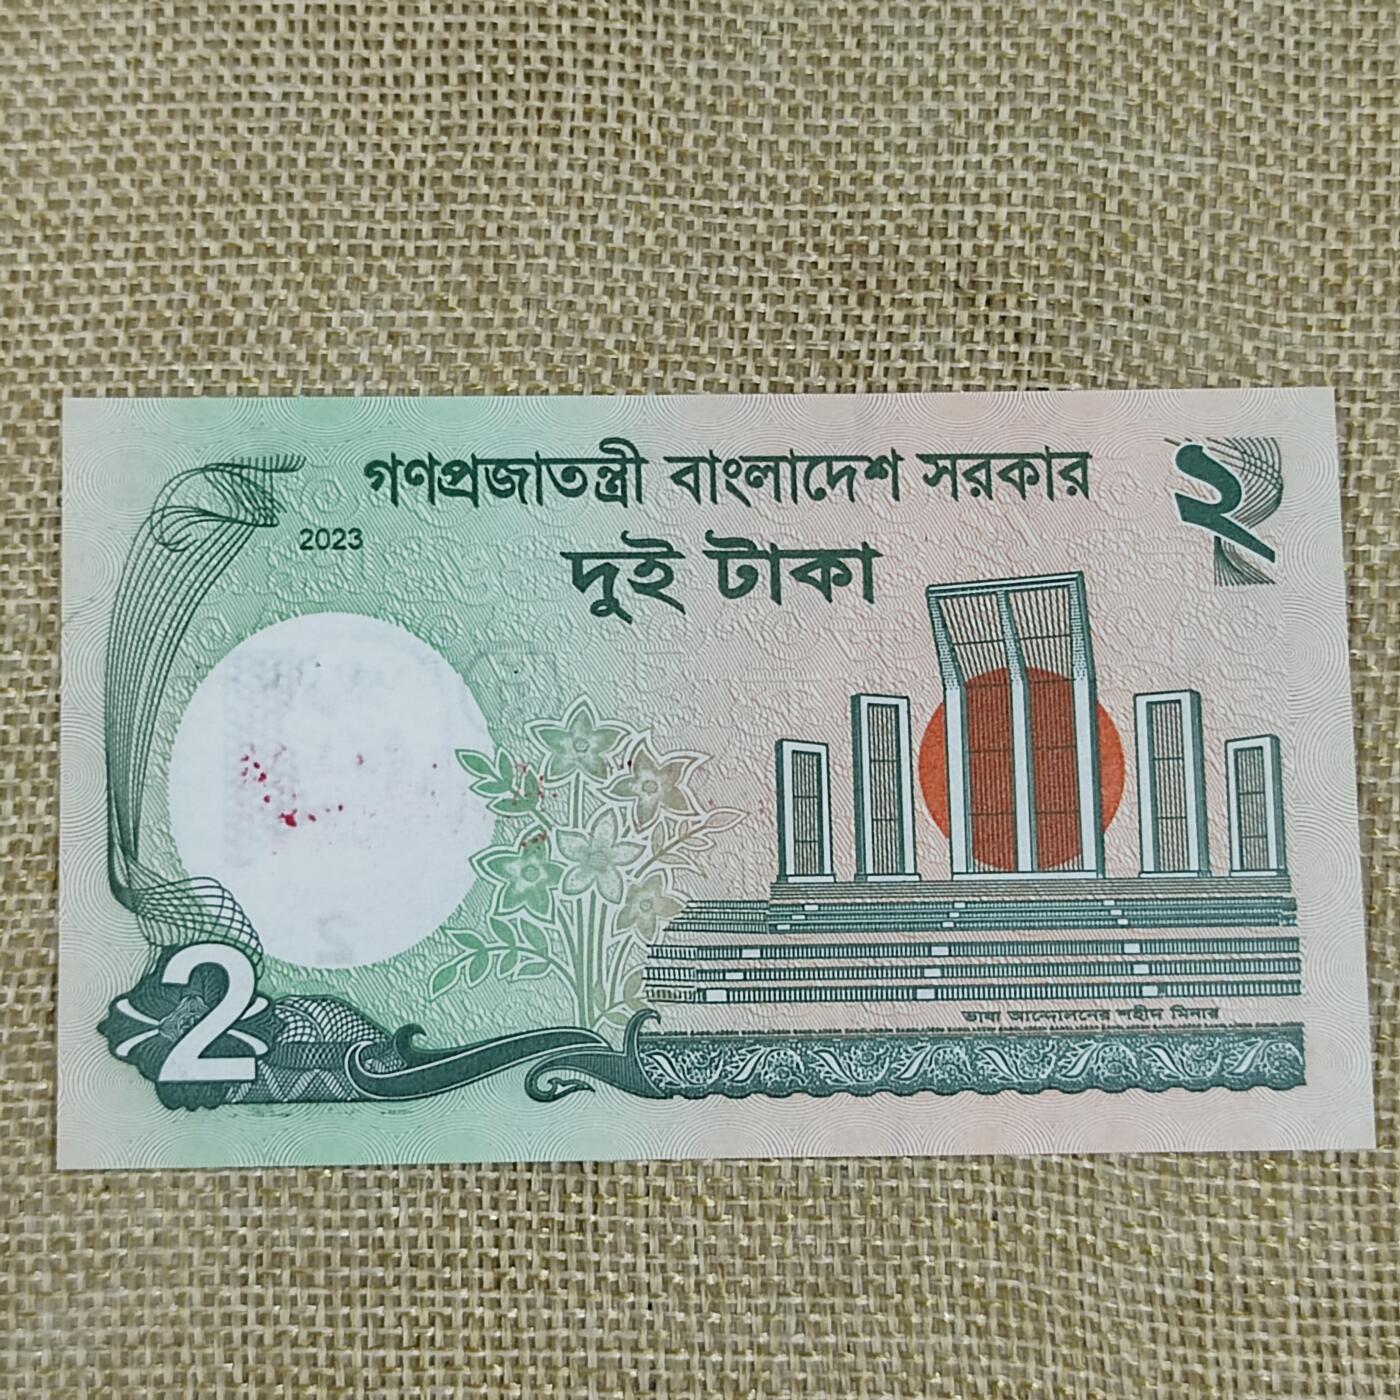 গণপ্রজাতন্ত্রী বাংলাদেশ সরকার
২
2023
দুই টাকা
ভাষা আন্দোলনের শহীদ মিনার
2